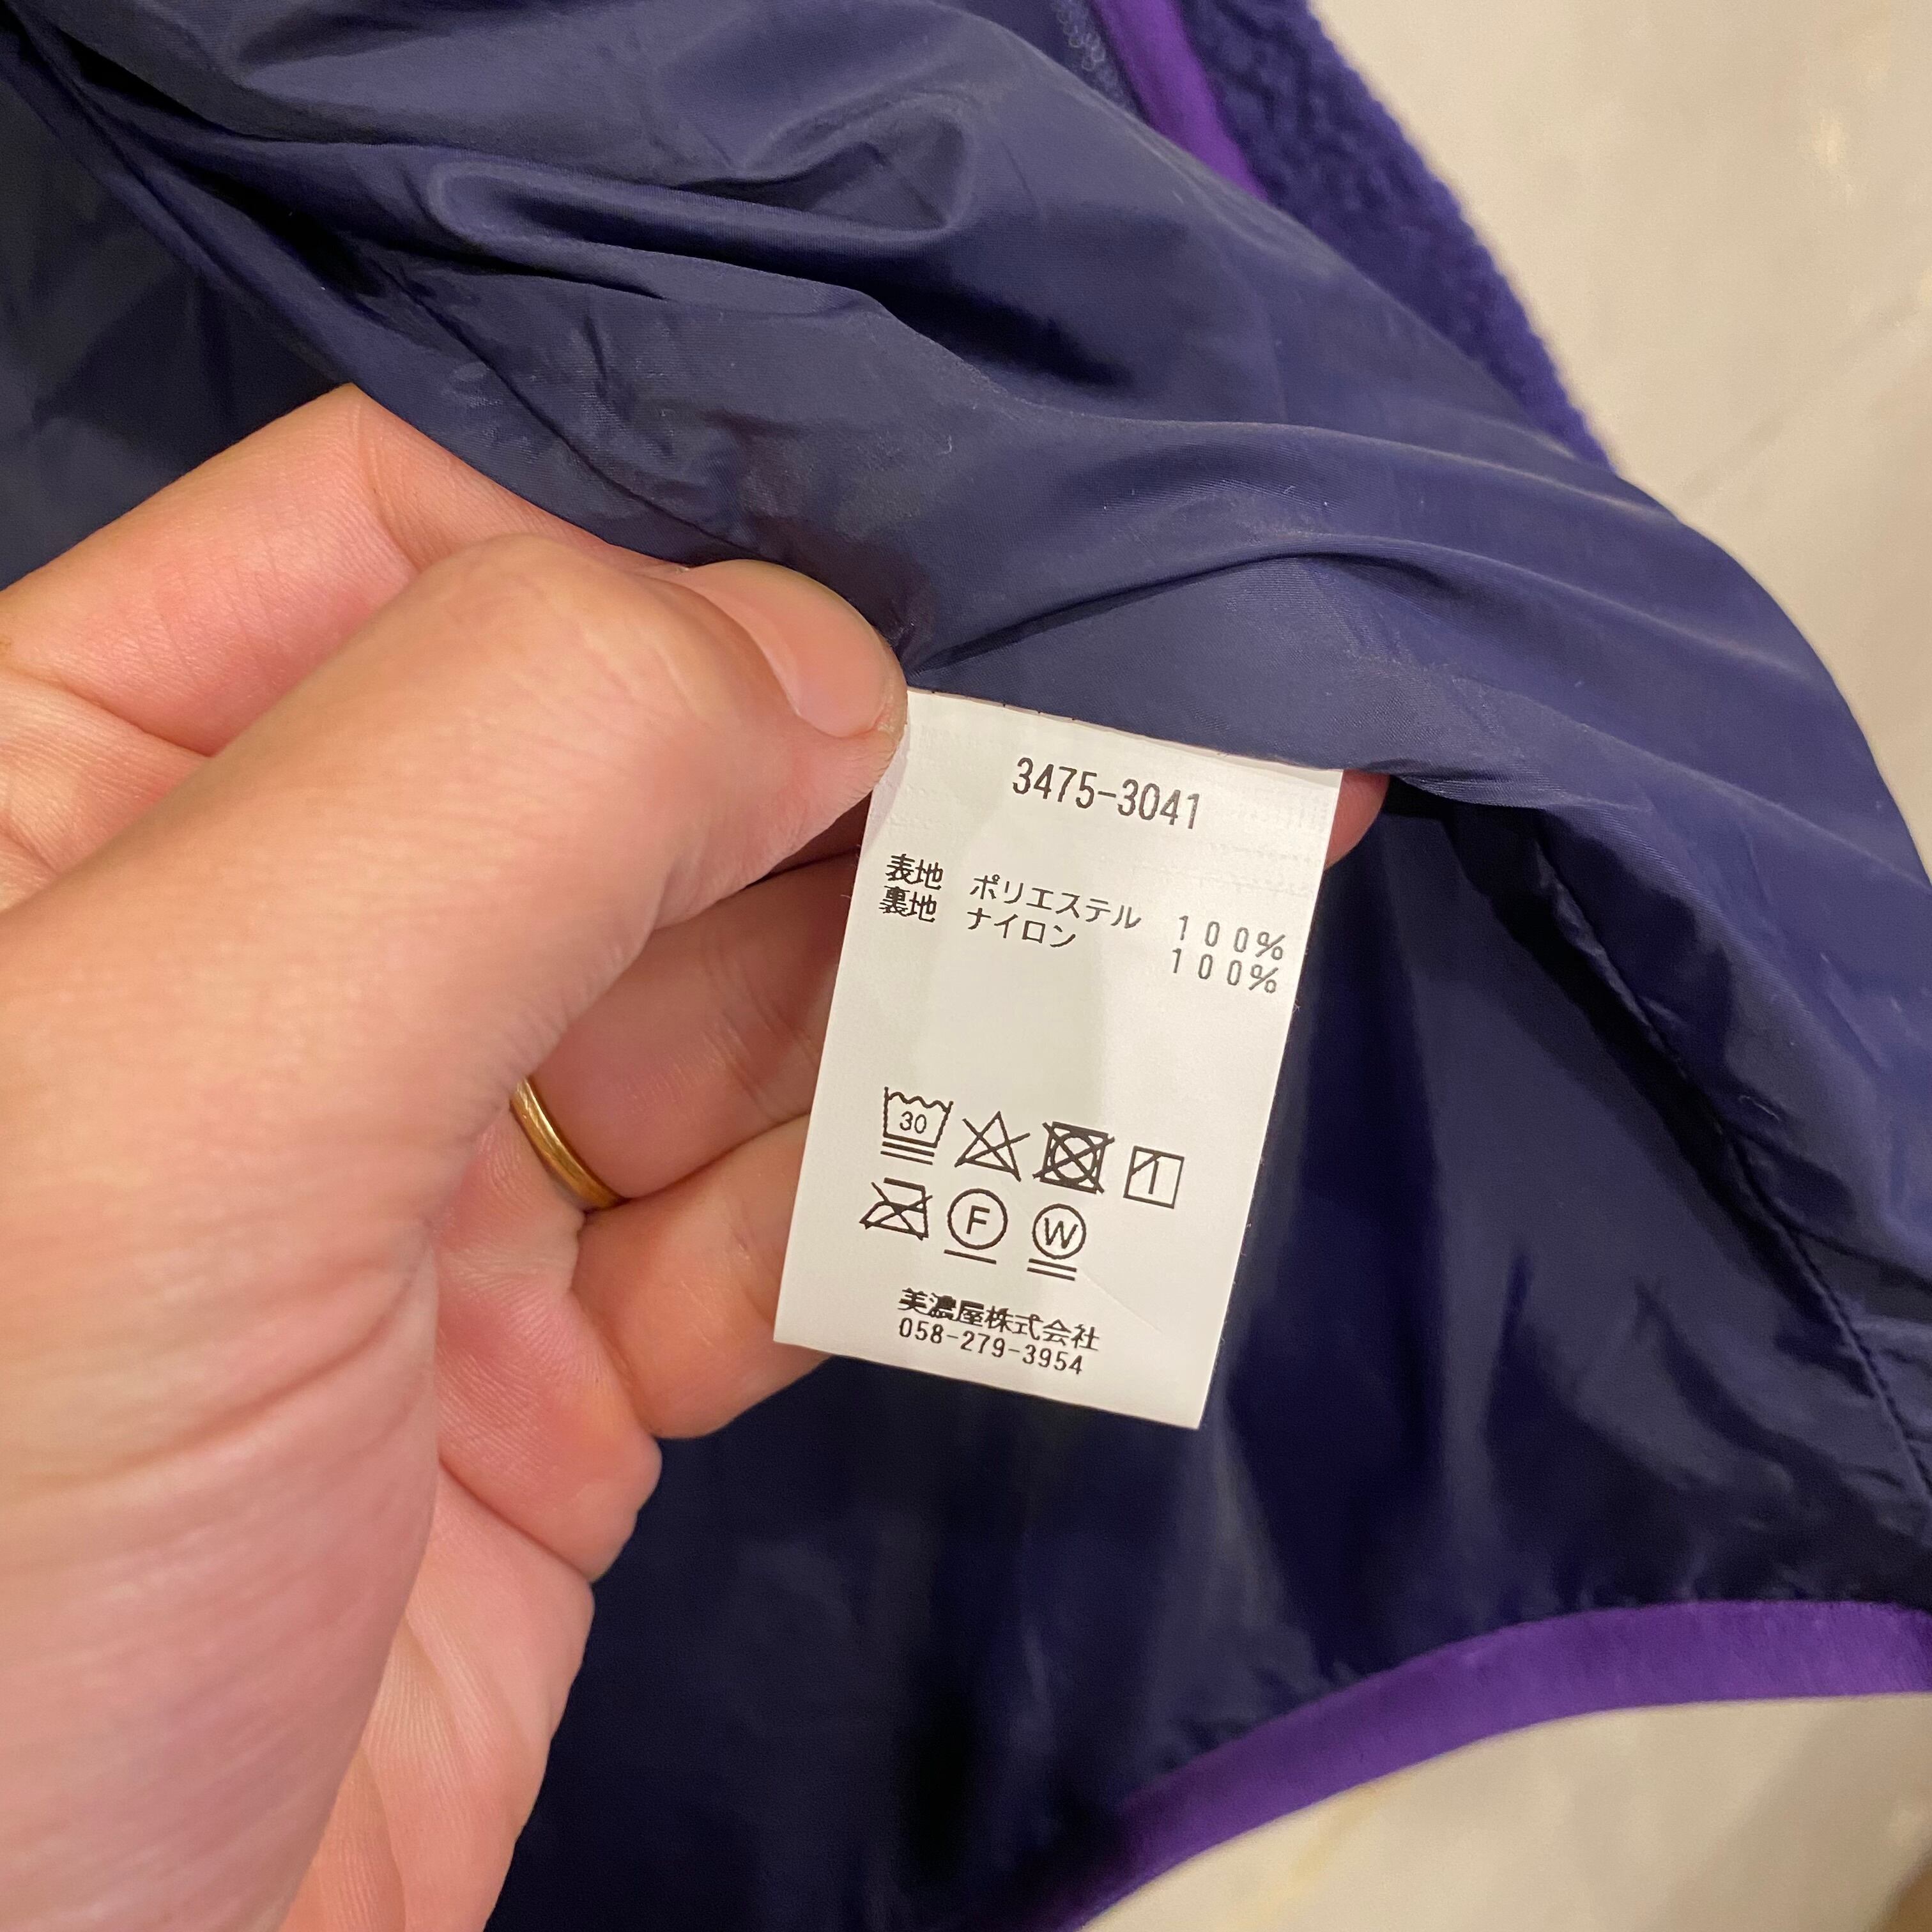 3475-3041
表地 ポリエステル 100%
裏地 ナイロン 100%
30
F W
美濃屋株式会社
058-279-3954